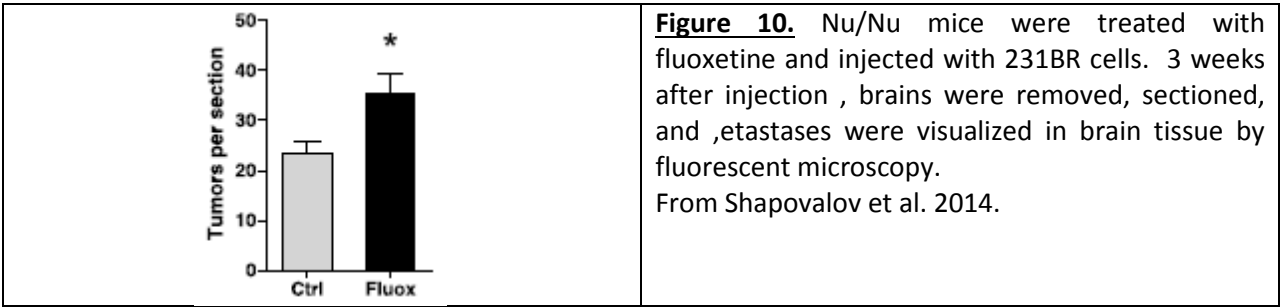 50
40
30
20
10
0
Tumors per section
*
Ctrl Fluox
Figure 10. Nu/Nu mice were treated with
fluoxetine and injected with 231BR cells. 3 weeks
after injection , brains were removed, sectioned,
and ,etastases were visualized in brain tissue by
fluorescent microscopy.
From Shapovalov et al. 2014.